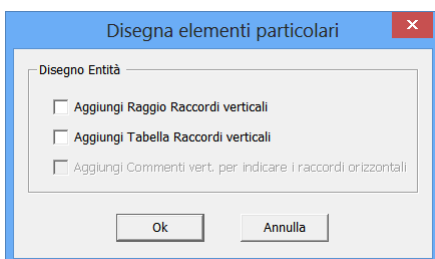 Disegna elementi particolari
Disegno Entità
Aggiungi Raggio Raccordi verticali
Aggiungi Tabella Raccordi verticali
Aggiungi Commenti vert. per indicare i raccordi orizzontali
Ok
Annulla